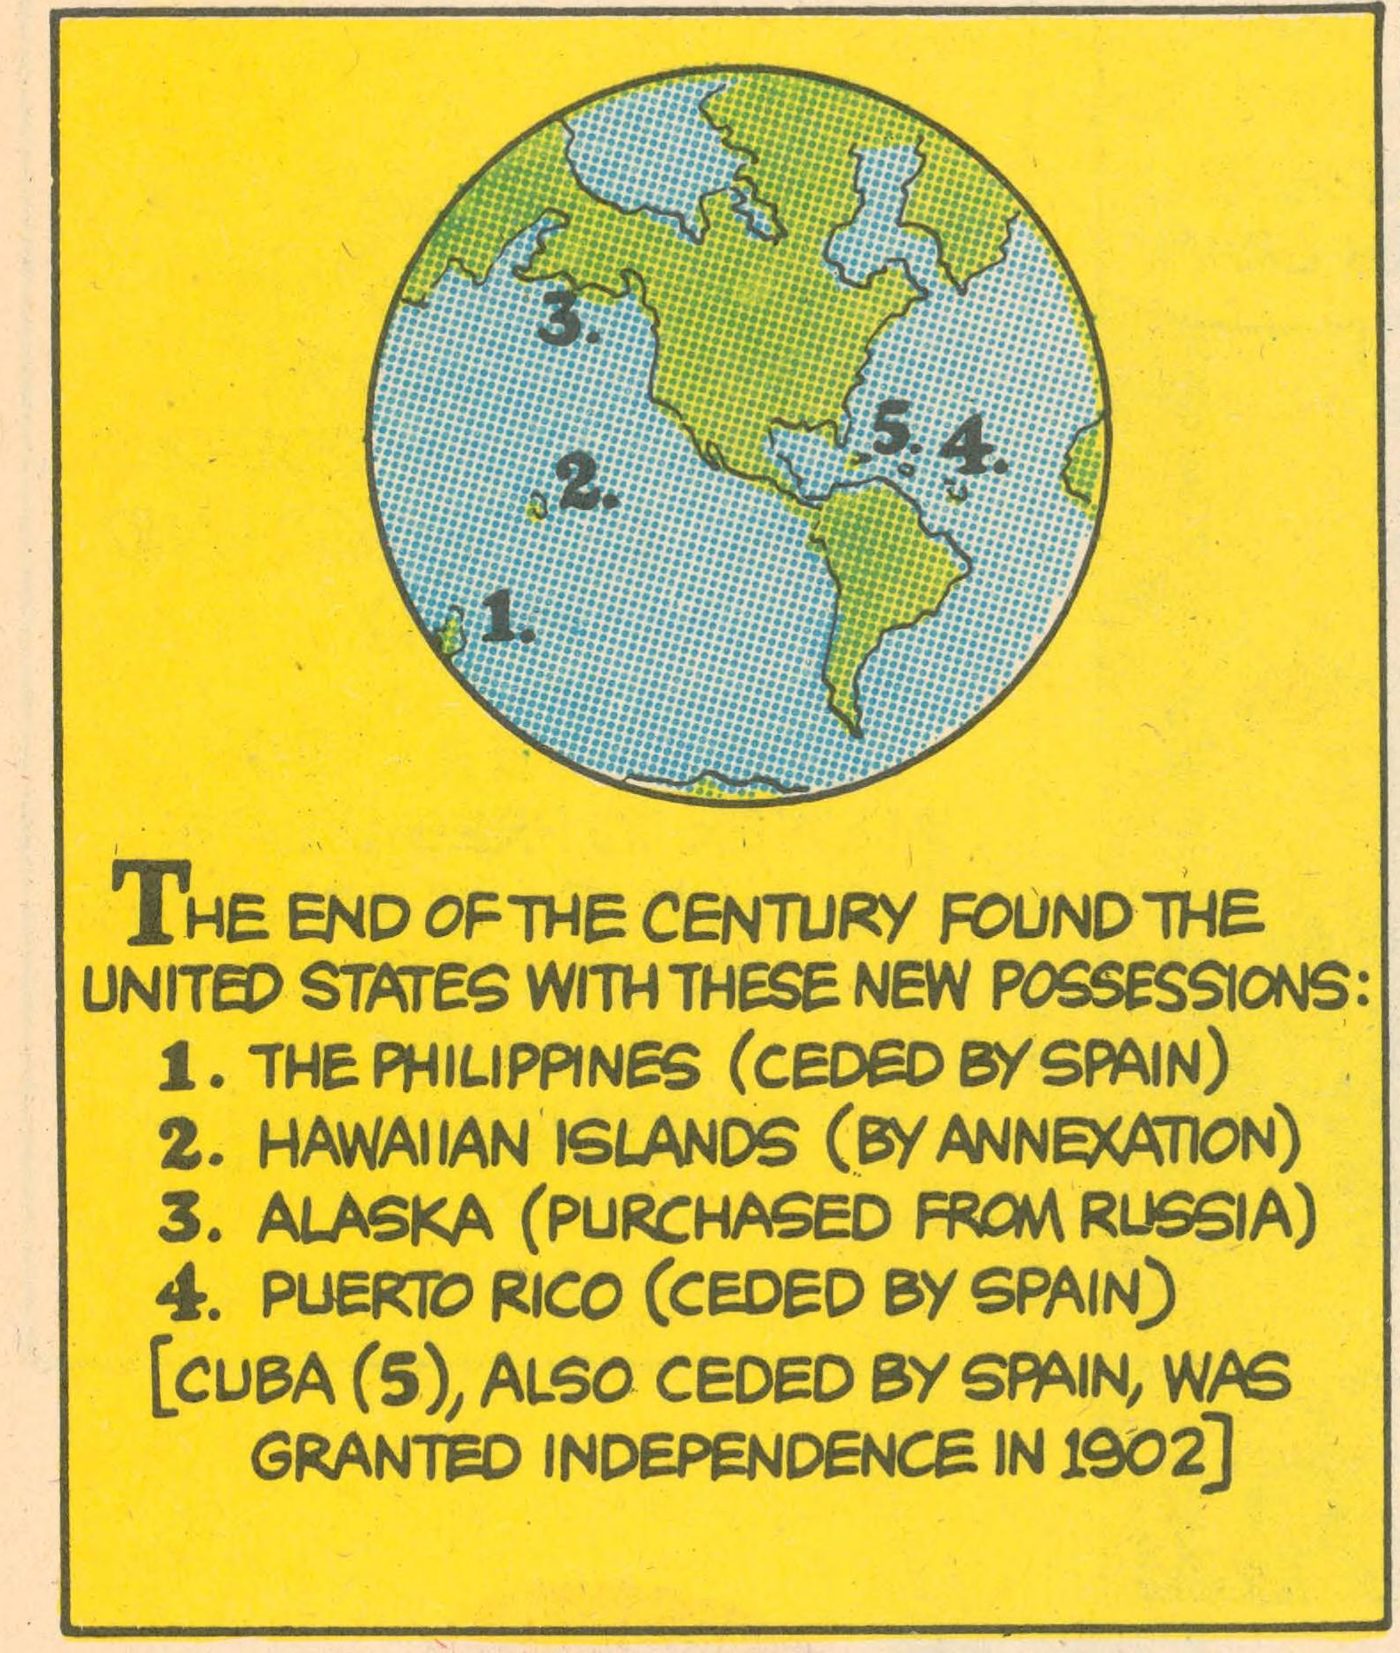 3.
5. 4.
2.
1.
THE END OF THE CENTURY FOUND THE
UNITED STATES WITH THESE NEW POSSESSIONS:
1. THE PHILIPPINES (CEDED BY SPAIN)
2. HAWAIIAN ISLANDS (BY ANNEXATION)
3. ALASKA (PURCHASED FROM RUSSIA)
4. PUERTO RICO (CEDED BY SPAIN)
[CUBA (5), ALSO CEDED BY SPAIN, WAS
GRANTED INDEPENDENCE IN 1902]